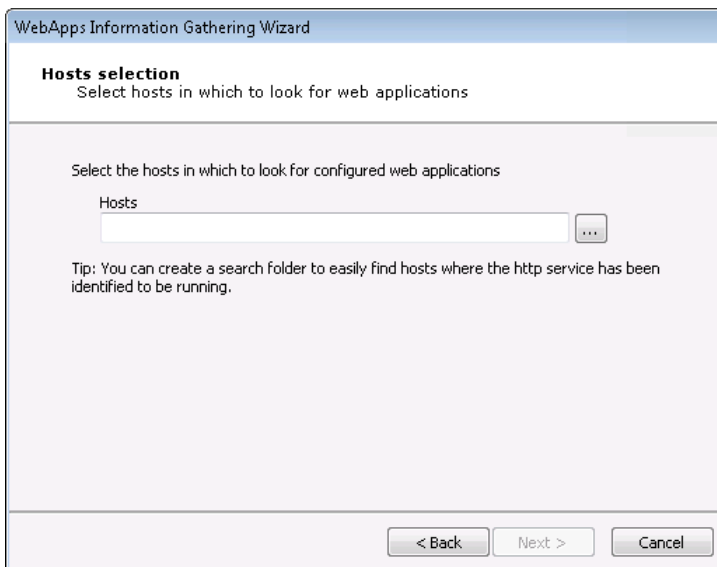 WebApps Information Gathering Wizard
Hosts selection
Select hosts in which to look for web applications
Select the hosts in which to look for configured web applications
Hosts
...
Tip: You can create a search folder to easily find hosts where the http service has been
identified to be running.
< Back Next > Cancel